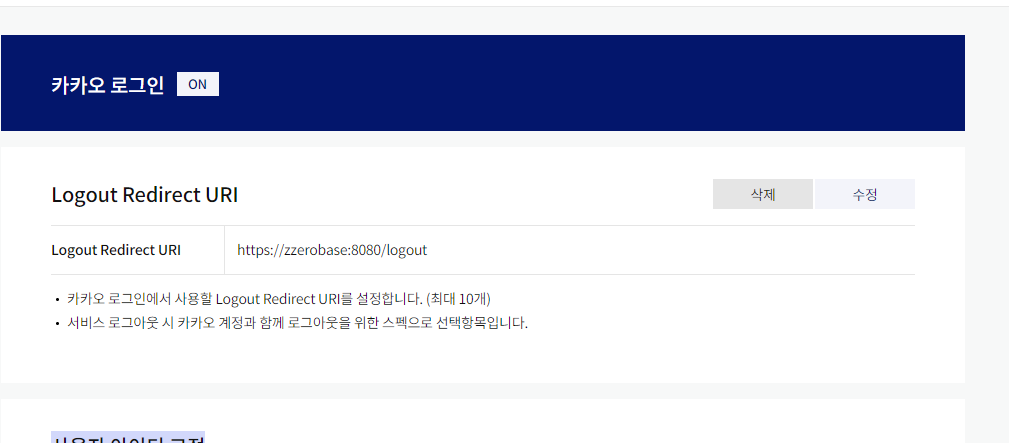 카카오 로그인 ON
Logout Redirect URI 삭제 수정
Logout Redirect URI https://zzerobase:8080/logout
• 카카오 로그인에서 사용할 Logout Redirect URI를 설정합니다. (최대 10개)
• 서비스 로그아웃 시 카카오 계정과 함께 로그아웃을 위한 스펙으로 선택항목입니다.